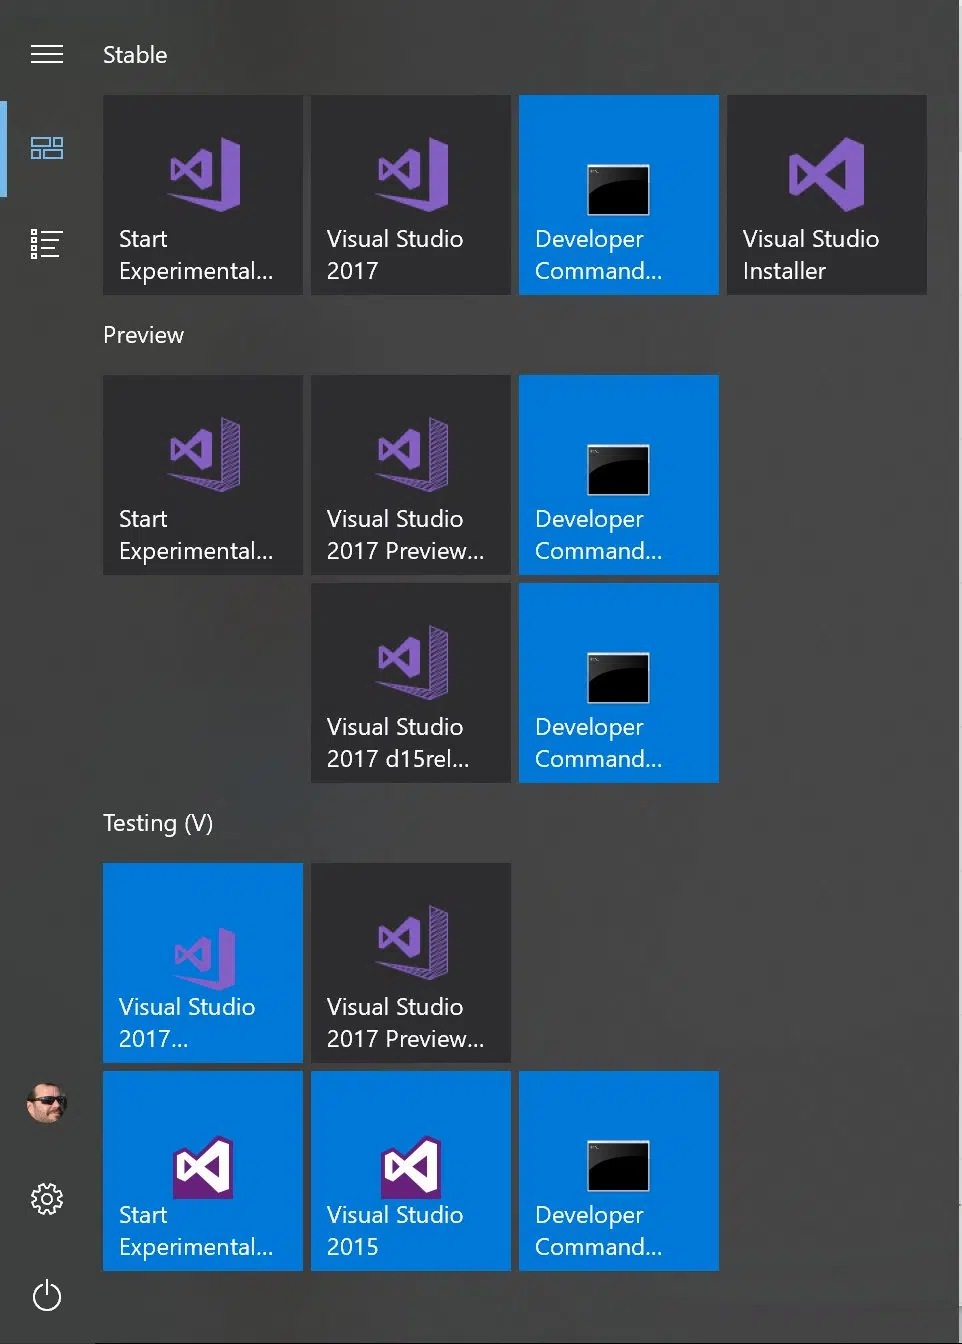 Stable
Start
Experimental...
Visual Studio
2017
Developer
Command...
Visual Studio
Installer
Preview
Start
Experimental...
Visual Studio
2017 Preview...
Developer
Command...
Visual Studio
2017 d15rel...
Developer
Command...
Testing (V)
Visual Studio
2017...
Visual Studio
2017 Preview...
Start
Experimental...
Visual Studio
2015
Developer
Command...